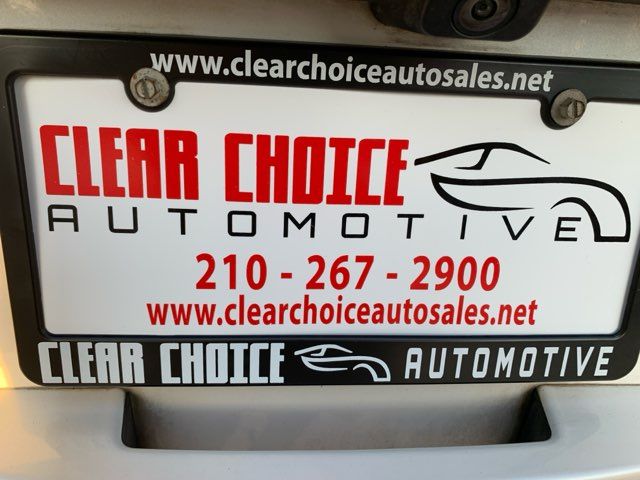 www.clearchoiceautosales.net
CLEAR CHOICE
AUTOMOTIVE
210 - 267 - 2900
www.clearchoiceautosales.net
CLEAR CHOICE AUTOMOTIVE